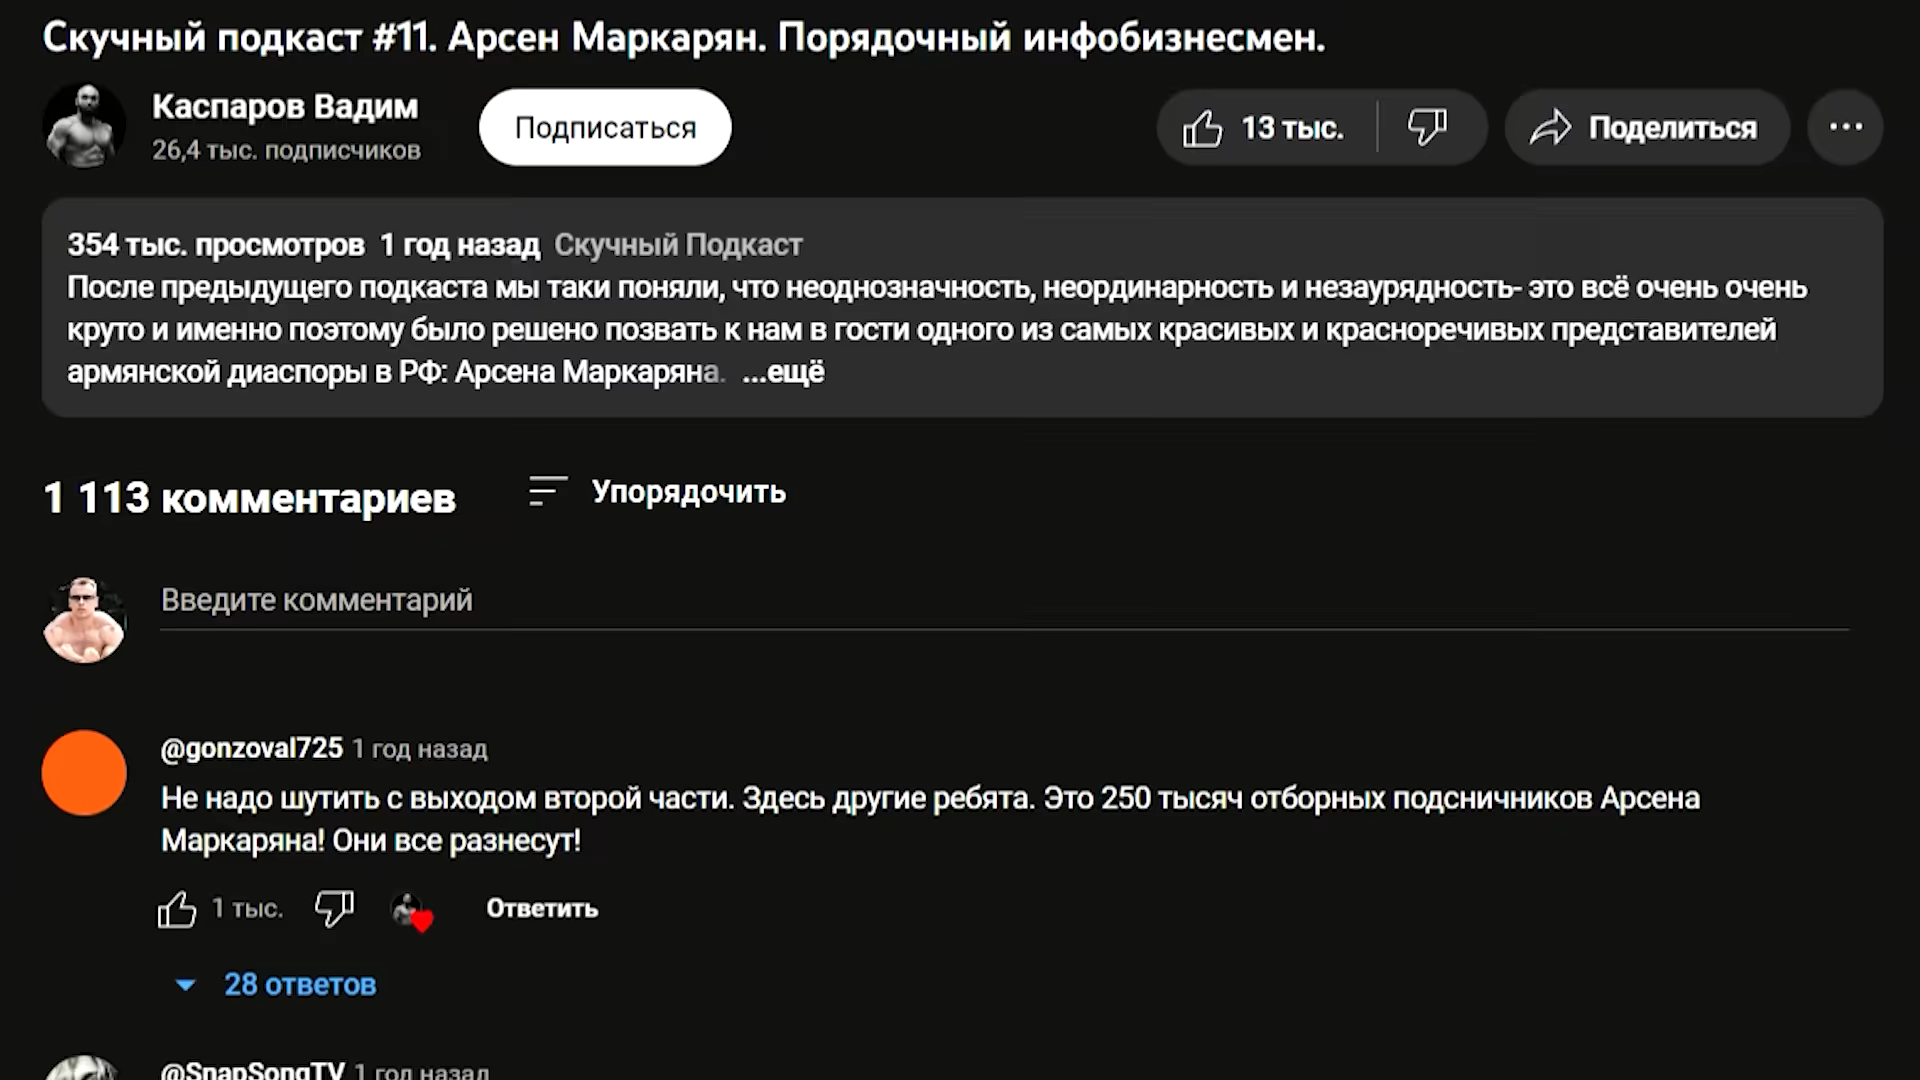 Скучный подкаст #11. Арсен Маркарян. Порядочный инфобизнесмен.
Каспаров Вадим
26,4 тыс. подписчиков
Подписаться
13 тыс.
Поделиться
354 тыс. просмотров 1 год назад Скучный Подкаст
После предыдущего подкаста мы таки поняли, что неоднозначность, неординарность и незаурядность- это всё очень очень
круто и именно поэтому было решено позвать к нам в гости одного из самых красивых и красноречивых представителей
армянской диаспоры в РФ: Арсена Маркаряна. ...ещё
1 113 комментариев
Упорядочить
Введите комментарий
@gonzoval725 1 год назад
Не надо шутить с выходом второй части. Здесь другие ребята. Это 250 тысяч отборных подсничников Арсена
Маркаряна! Они все разнесут!
1 тыс.
Ответить
28 ответов
@SnapSongTV 1 год назад